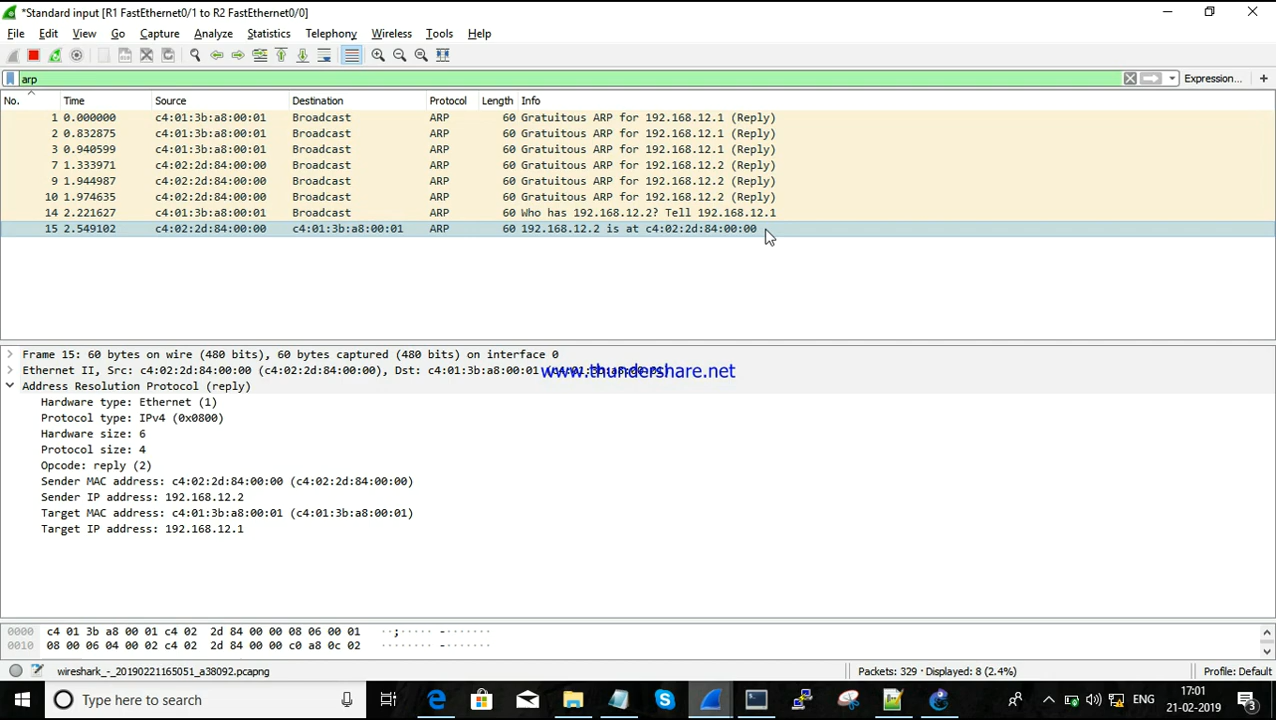 *Standard input [R1 FastEthernet0/1 to R2 FastEthernet0/0]
File Edit View Go Capture Analyze Statistics Telephony Wireless Tools Help
arp
Expression...
No. Time Source Destination Protocol Length Info
1 0.000000 c4:01:3b:a8:00:01 Broadcast ARP 60 Gratuitous ARP for 192.168.12.1 (Reply)
2 0.832875 c4:01:3b:a8:00:01 Broadcast ARP 60 Gratuitous ARP for 192.168.12.1 (Reply)
3 0.940599 c4:01:3b:a8:00:01 Broadcast ARP 60 Gratuitous ARP for 192.168.12.1 (Reply)
7 1.333971 c4:02:2d:84:00:00 Broadcast ARP 60 Gratuitous ARP for 192.168.12.2 (Reply)
9 1.944987 c4:02:2d:84:00:00 Broadcast ARP 60 Gratuitous ARP for 192.168.12.2 (Reply)
10 1.974635 c4:02:2d:84:00:00 Broadcast ARP 60 Gratuitous ARP for 192.168.12.2 (Reply)
14 2.221627 c4:01:3b:a8:00:01 Broadcast ARP 60 Who has 192.168.12.2? Tell 192.168.12.1
15 2.549102 c4:02:2d:84:00:00 c4:01:3b:a8:00:01 ARP 60 192.168.12.2 is at c4:02:2d:84:00:00
Frame 15: 60 bytes on wire (480 bits), 60 bytes captured (480 bits) on interface 0
Ethernet II, Src: c4:02:2d:84:00:00 (c4:02:2d:84:00:00), Dst: c4:01:3b:a8:00:01 (c4:01:3b:a8:00:01)
www.thundershare.net
Address Resolution Protocol (reply)
Hardware type: Ethernet (1)
Protocol type: IPv4 (0x0800)
Hardware size: 6
Protocol size: 4
Opcode: reply (2)
Sender MAC address: c4:02:2d:84:00:00 (c4:02:2d:84:00:00)
Sender IP address: 192.168.12.2
Target MAC address: c4:01:3b:a8:00:01 (c4:01:3b:a8:00:01)
Target IP address: 192.168.12.1
0000 c4 01 3b a8 00 01 c4 02 2d 84 00 00 08 06 00 01 ··;····· -·······
0010 08 00 06 04 00 02 c4 02 2d 84 00 00 c0 a8 0c 02 ········ -·······
wireshark_-_20190221165051_a38092.pcapng
Packets: 329 · Displayed: 8 (2.4%)
Profile: Default
Type here to search
ENG
17:01
21-02-2019
3